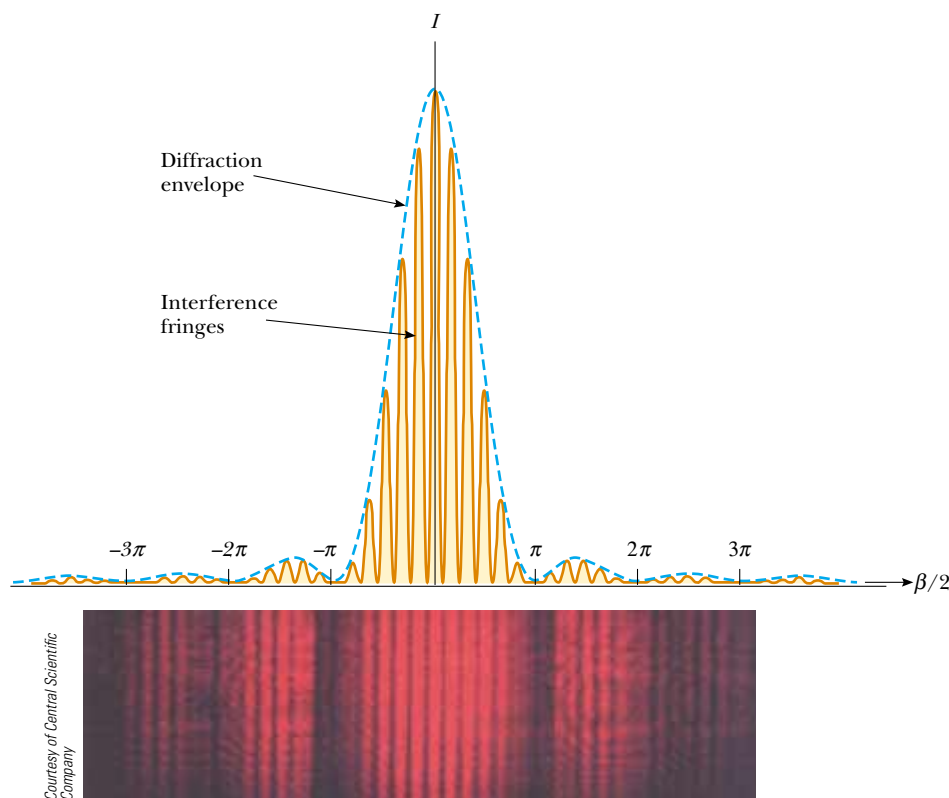 I
Diffraction
envelope
Interference
fringes
–3π
–2π
–π
π
2π
3π
β/2
Courtesy of Central Scientific
Company